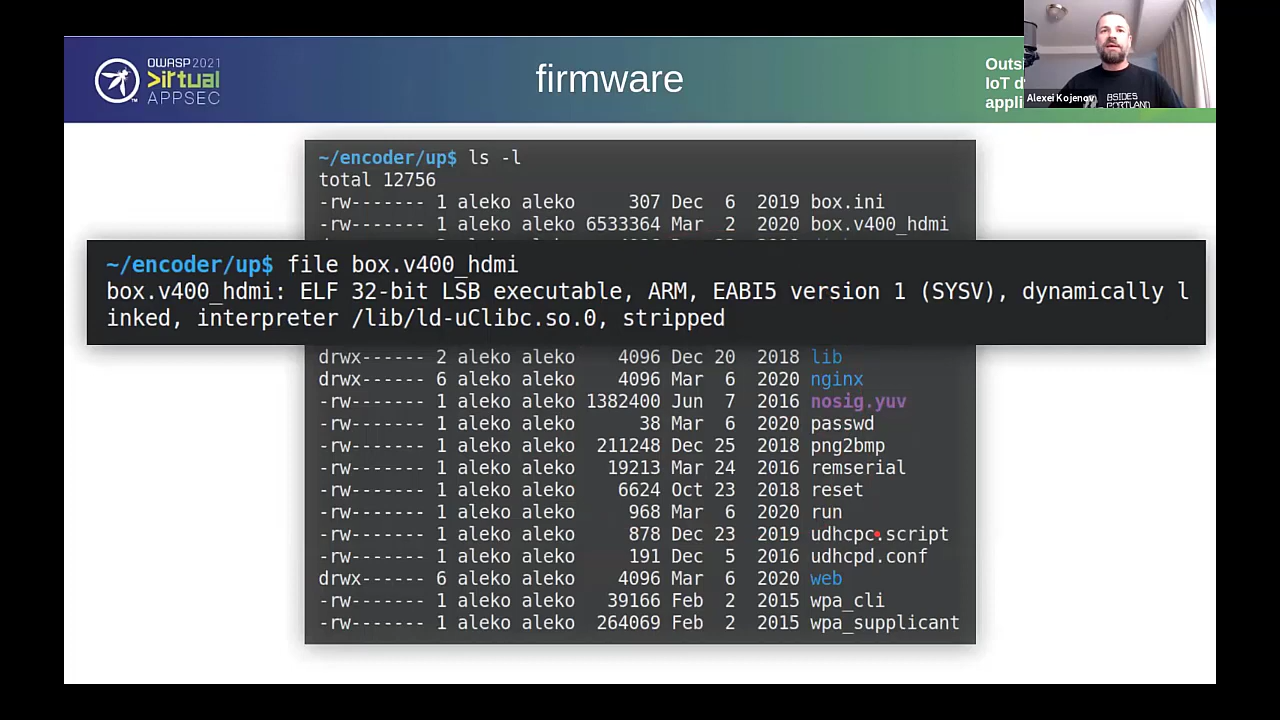 OWASP 2021
Virtual
APPSEC
firmware
Outs
IoT d
appli
Alexei Kojenov
BSIDES
PORTLAND
~/encoder/up$ ls -l
total 12756
-rw------- 1 aleko aleko 307 Dec 6 2019 box.ini
-rw------- 1 aleko aleko 6533364 Mar 2 2020 box.v400_hdmi
~/encoder/up$ file box.v400_hdmi
box.v400_hdmi: ELF 32-bit LSB executable, ARM, EABI5 version 1 (SYSV), dynamically l
inked, interpreter /lib/ld-uClibc.so.0, stripped
drwx------ 2 aleko aleko 4096 Dec 20 2018 lib
drwx------ 6 aleko aleko 4096 Mar 6 2020 nginx
-rw------- 1 aleko aleko 1382400 Jun 7 2016 nosig.yuv
-rw------- 1 aleko aleko 38 Mar 6 2020 passwd
-rw------- 1 aleko aleko 211248 Dec 25 2018 png2bmp
-rw------- 1 aleko aleko 19213 Mar 24 2016 remserial
-rw------- 1 aleko aleko 6624 Oct 23 2018 reset
-rw------- 1 aleko aleko 968 Mar 6 2020 run
-rw------- 1 aleko aleko 878 Dec 23 2019 udhcpc.script
-rw------- 1 aleko aleko 191 Dec 5 2016 udhcpd.conf
drwx------ 6 aleko aleko 4096 Mar 6 2020 web
-rw------- 1 aleko aleko 39166 Feb 2 2015 wpa_cli
-rw------- 1 aleko aleko 264069 Feb 2 2015 wpa_supplicant